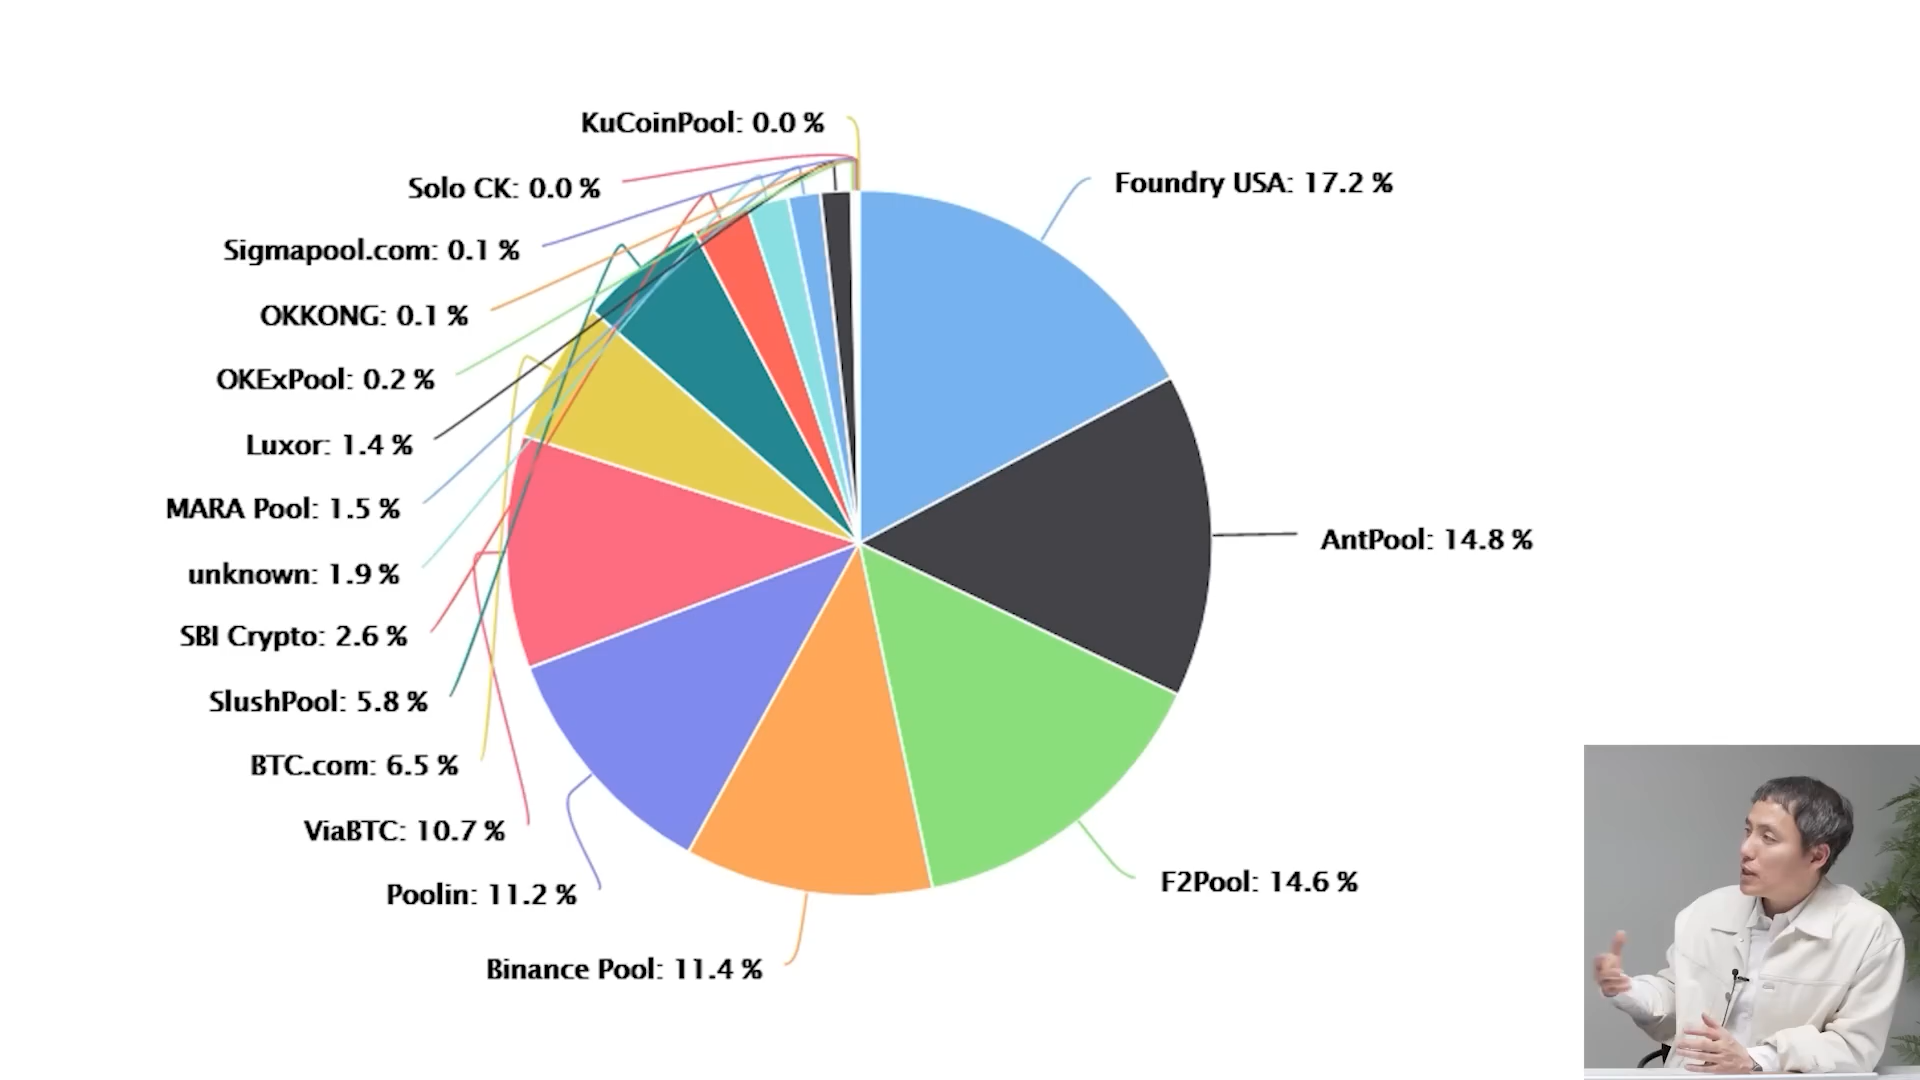 KuCoinPool: 0.0 %
Foundry USA: 17.2 %
Solo CK: 0.0 %
Sigmapool.com: 0.1 %
OKKONG: 0.1 %
OKExPool: 0.2 %
Luxor: 1.4 %
MARA Pool: 1.5 %
AntPool: 14.8 %
unknown: 1.9 %
SBI Crypto: 2.6 %
SlushPool: 5.8 %
BTC.com: 6.5 %
ViaBTC: 10.7 %
F2Pool: 14.6 %
Poolin: 11.2 %
Binance Pool: 11.4 %